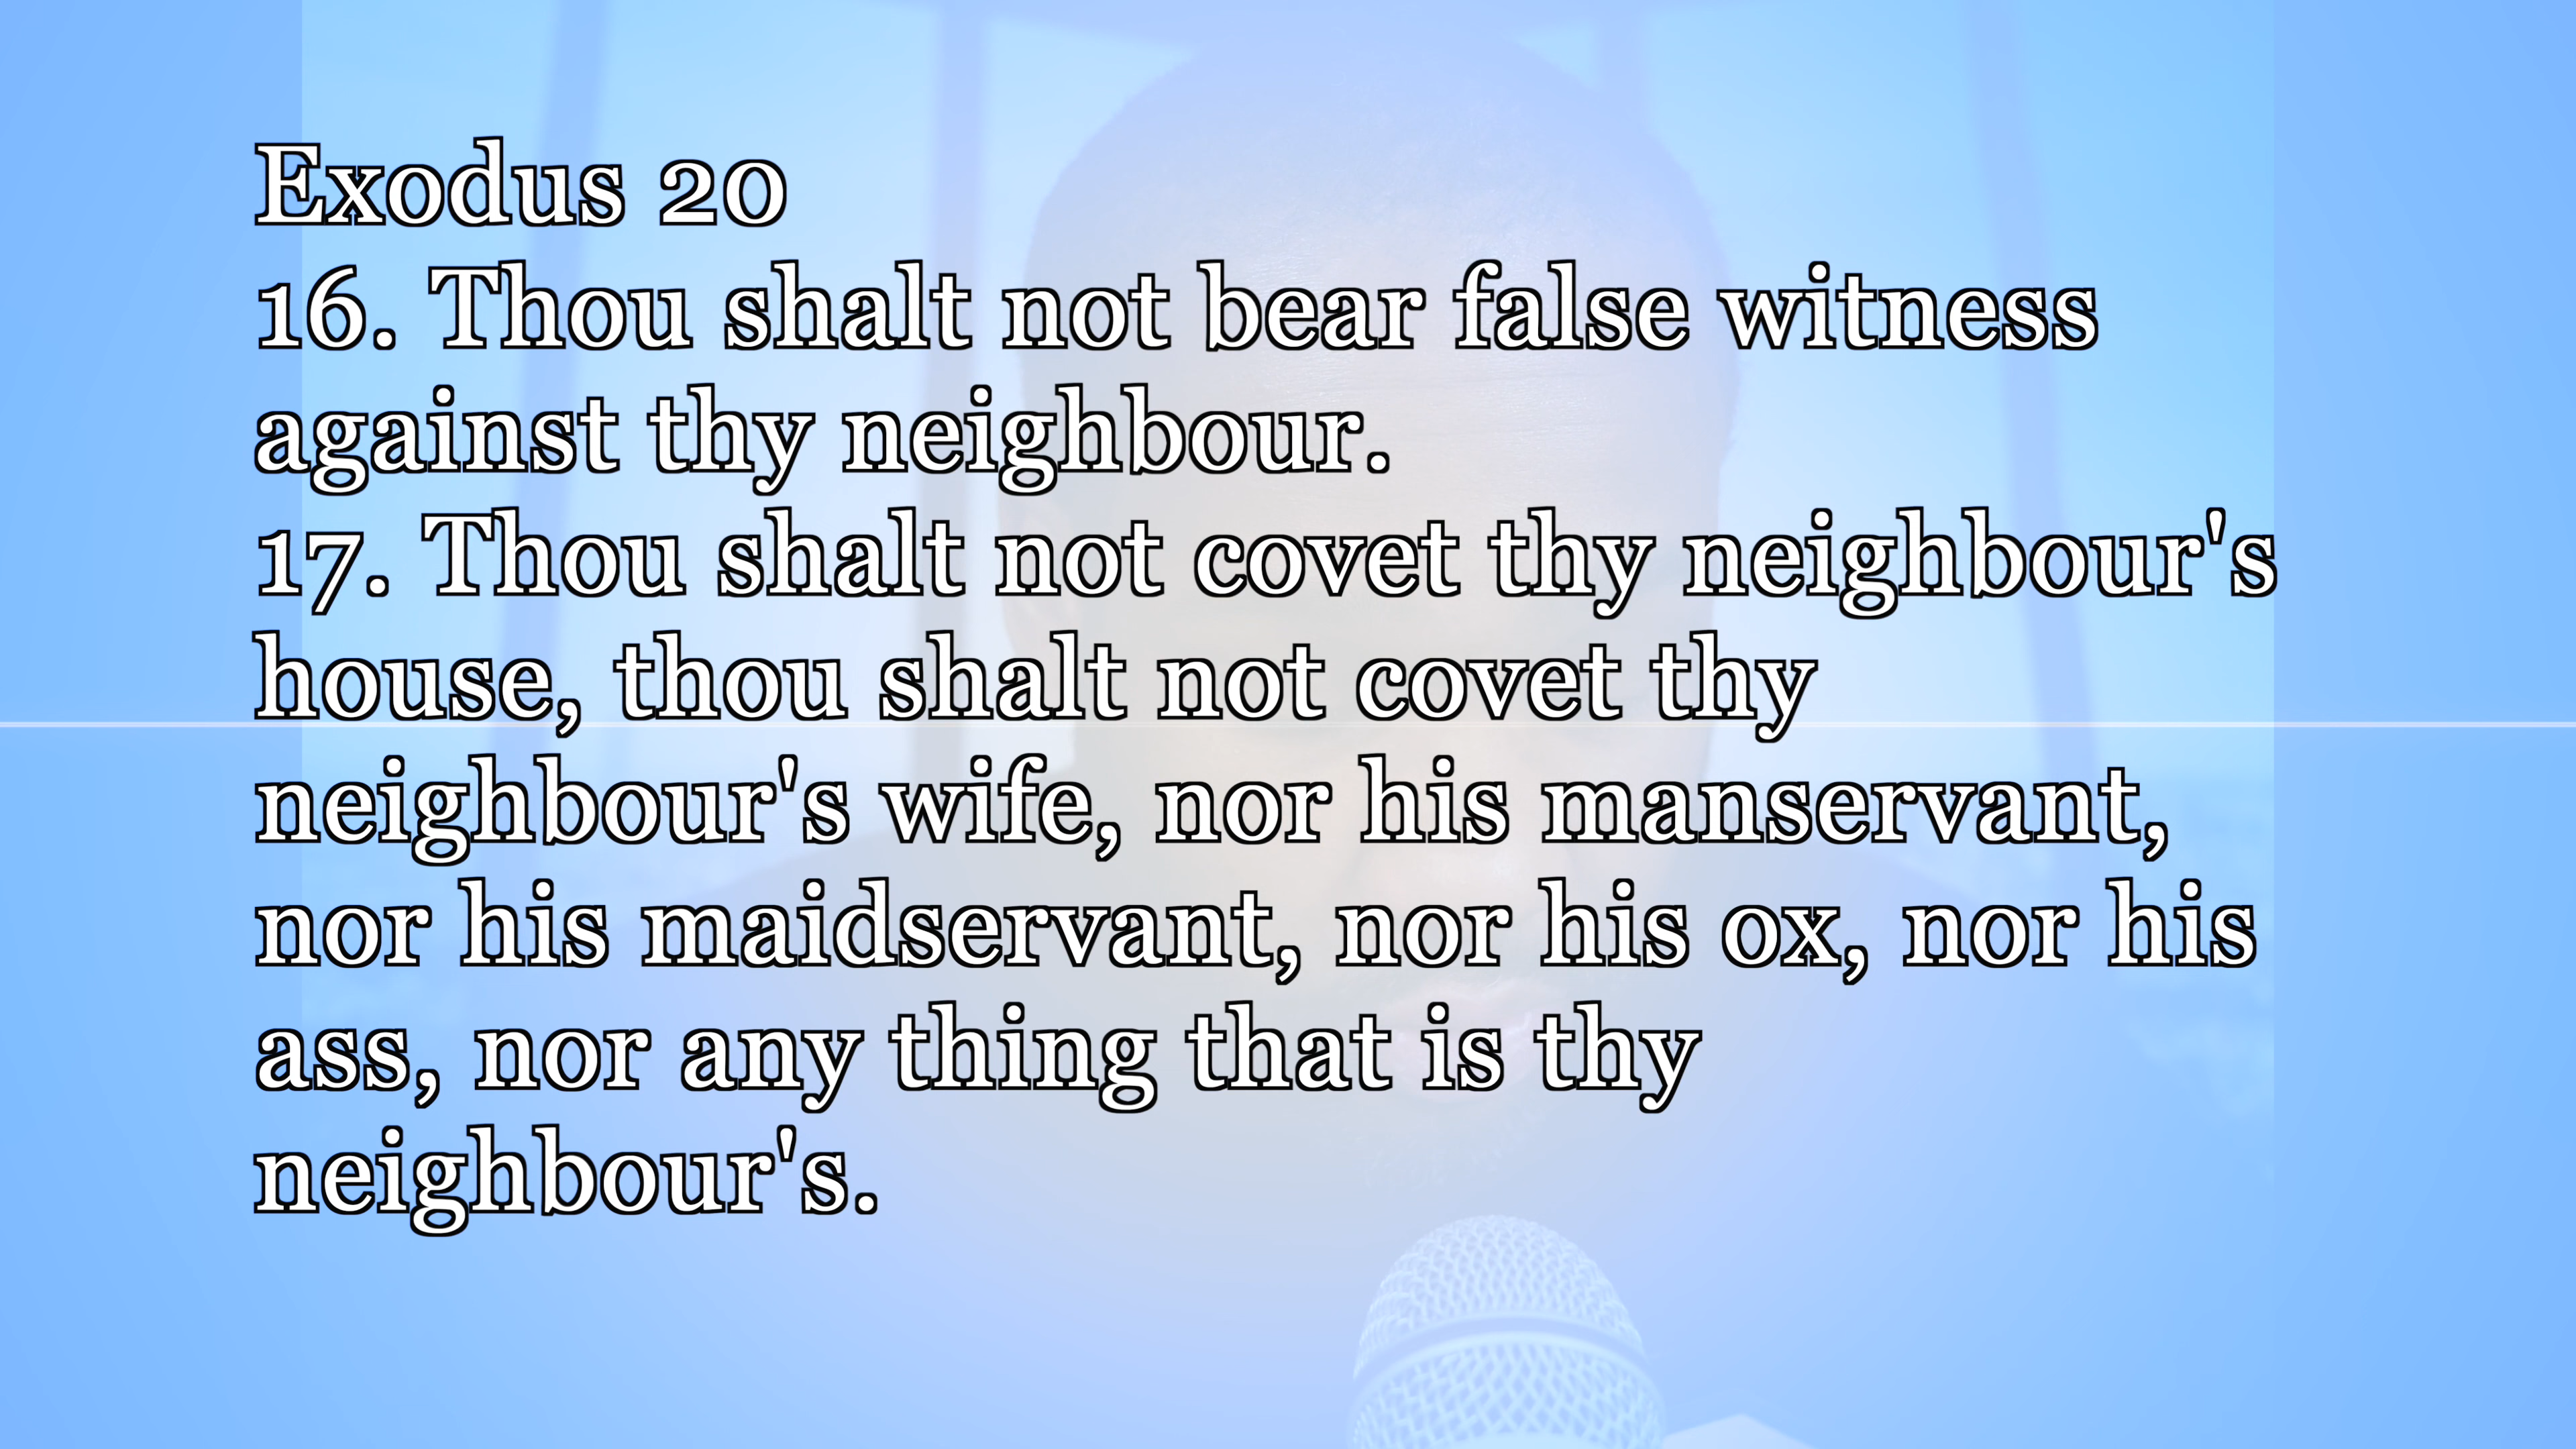 Exodus 20
16. Thou shalt not bear false witness
against thy neighbour.
17. Thou shalt not covet thy neighbour's
house, thou shalt not covet thy
neighbour's wife, nor his manservant,
nor his maidservant, nor his ox, nor his
ass, nor any thing that is thy
neighbour's.